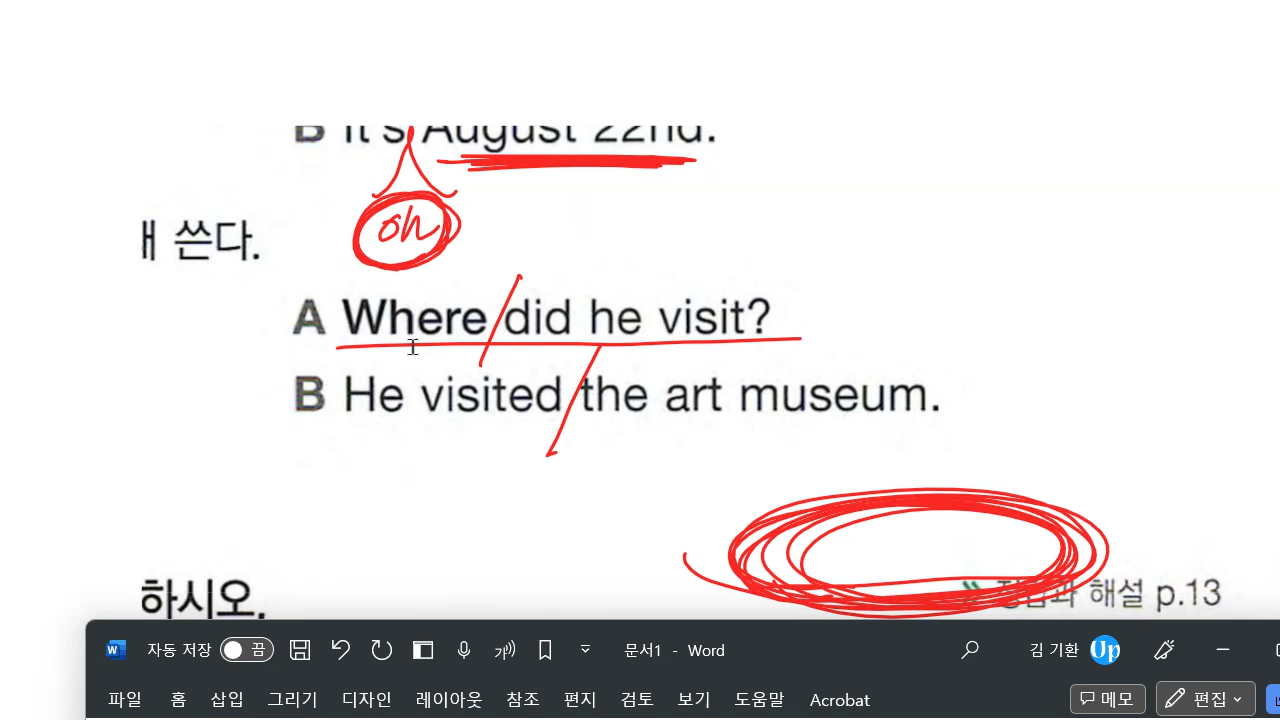 B It's August 22nd.
on
ㅐ 쓴다.
A Where did he visit?
B He visited the art museum.
정답과 해설 p.13
하시오.
자동 저장 끔 가 문서1 - Word 김 기환 Up
파일 홈 삽입 그리기 디자인 레이아웃 참조 편지 검토 보기 도움말 Acrobat 메모 편집